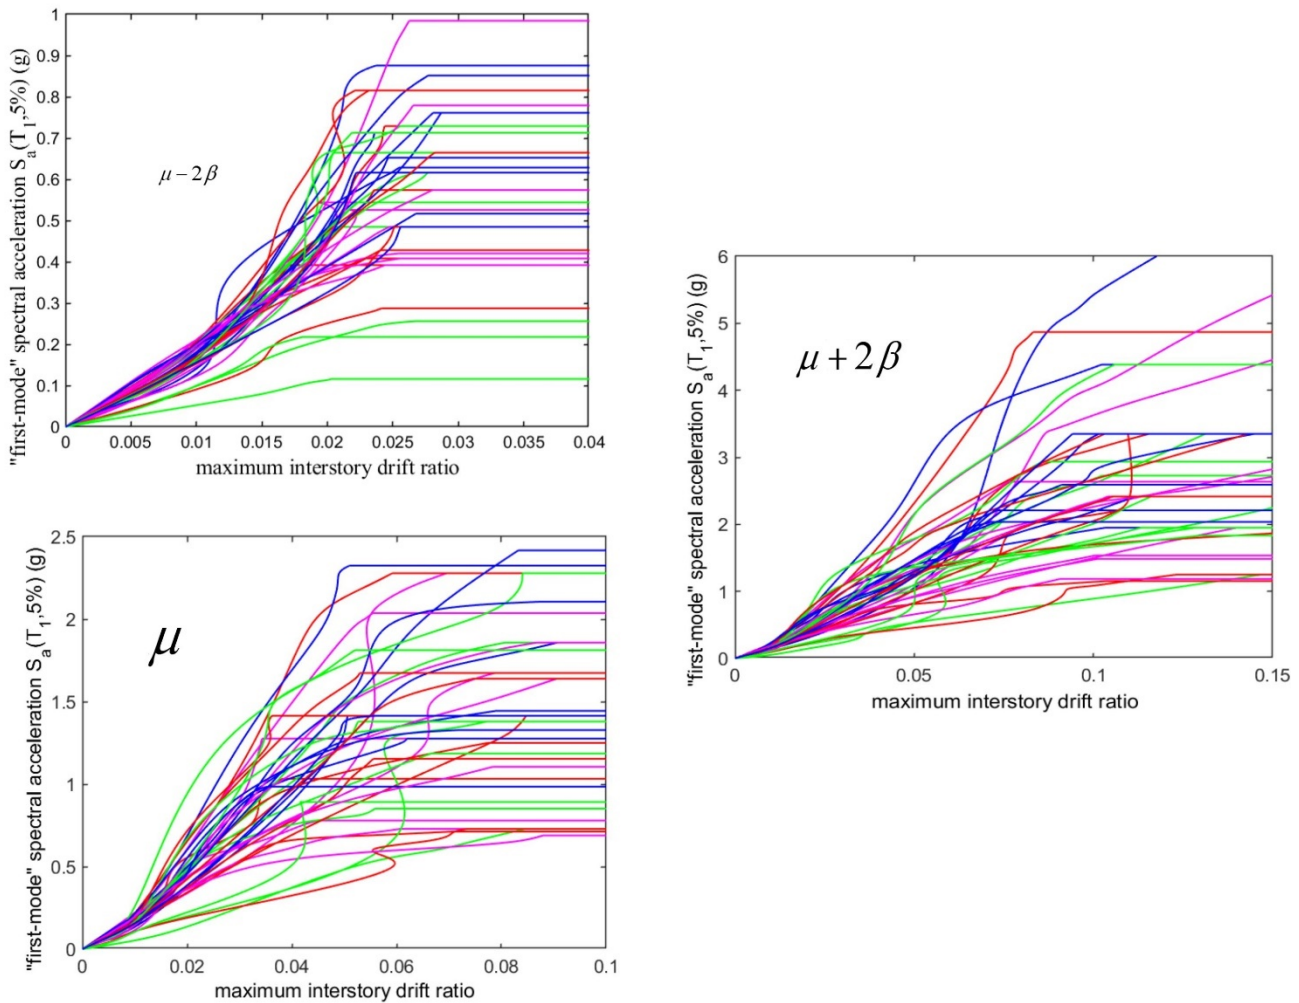 1
0.9
0.8
0.7
0.6
0.5
0.4
0.3
0.2
0.1
0
"first-mode" spectral acceleration S_a(T_1,5%) (g)
μ − 2β
0 0.005 0.01 0.015 0.02 0.025 0.03 0.035 0.04
maximum interstory drift ratio
2.5
2
1.5
1
0.5
0
"first-mode" spectral acceleration S_a(T_1,5%) (g)
μ
0 0.02 0.04 0.06 0.08 0.1
maximum interstory drift ratio
6
5
4
3
2
1
0
"first-mode" spectral acceleration S_a(T_1,5%) (g)
μ + 2β
0 0.05 0.1 0.15
maximum interstory drift ratio